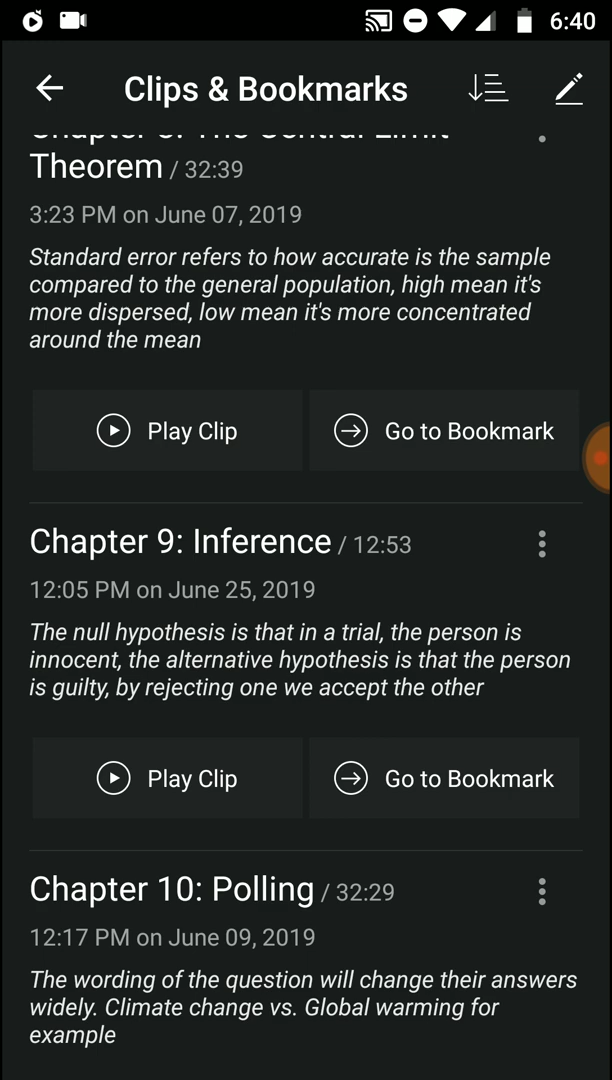 6:40
Clips & Bookmarks
Chapter 8: The Central Limit
Theorem / 32:39
3:23 PM on June 07, 2019
Standard error refers to how accurate is the sample
compared to the general population, high mean it's
more dispersed, low mean it's more concentrated
around the mean
Play Clip
Go to Bookmark
Chapter 9: Inference / 12:53
12:05 PM on June 25, 2019
The null hypothesis is that in a trial, the person is
innocent, the alternative hypothesis is that the person
is guilty, by rejecting one we accept the other
Play Clip
Go to Bookmark
Chapter 10: Polling / 32:29
12:17 PM on June 09, 2019
The wording of the question will change their answers
widely. Climate change vs. Global warming for
example